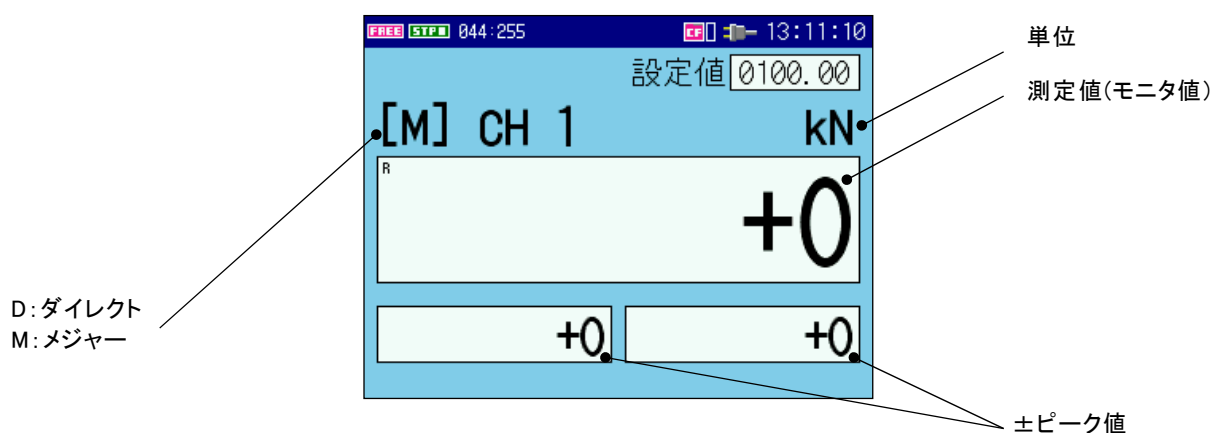 FREE STP 044:255 CF 13:11:10
設定値 0100.00
[M] CH 1 kN
R
+0
+0 +0
単位
測定値(モニタ値)
D:ダイレクト
M:メジャー
±ピーク値